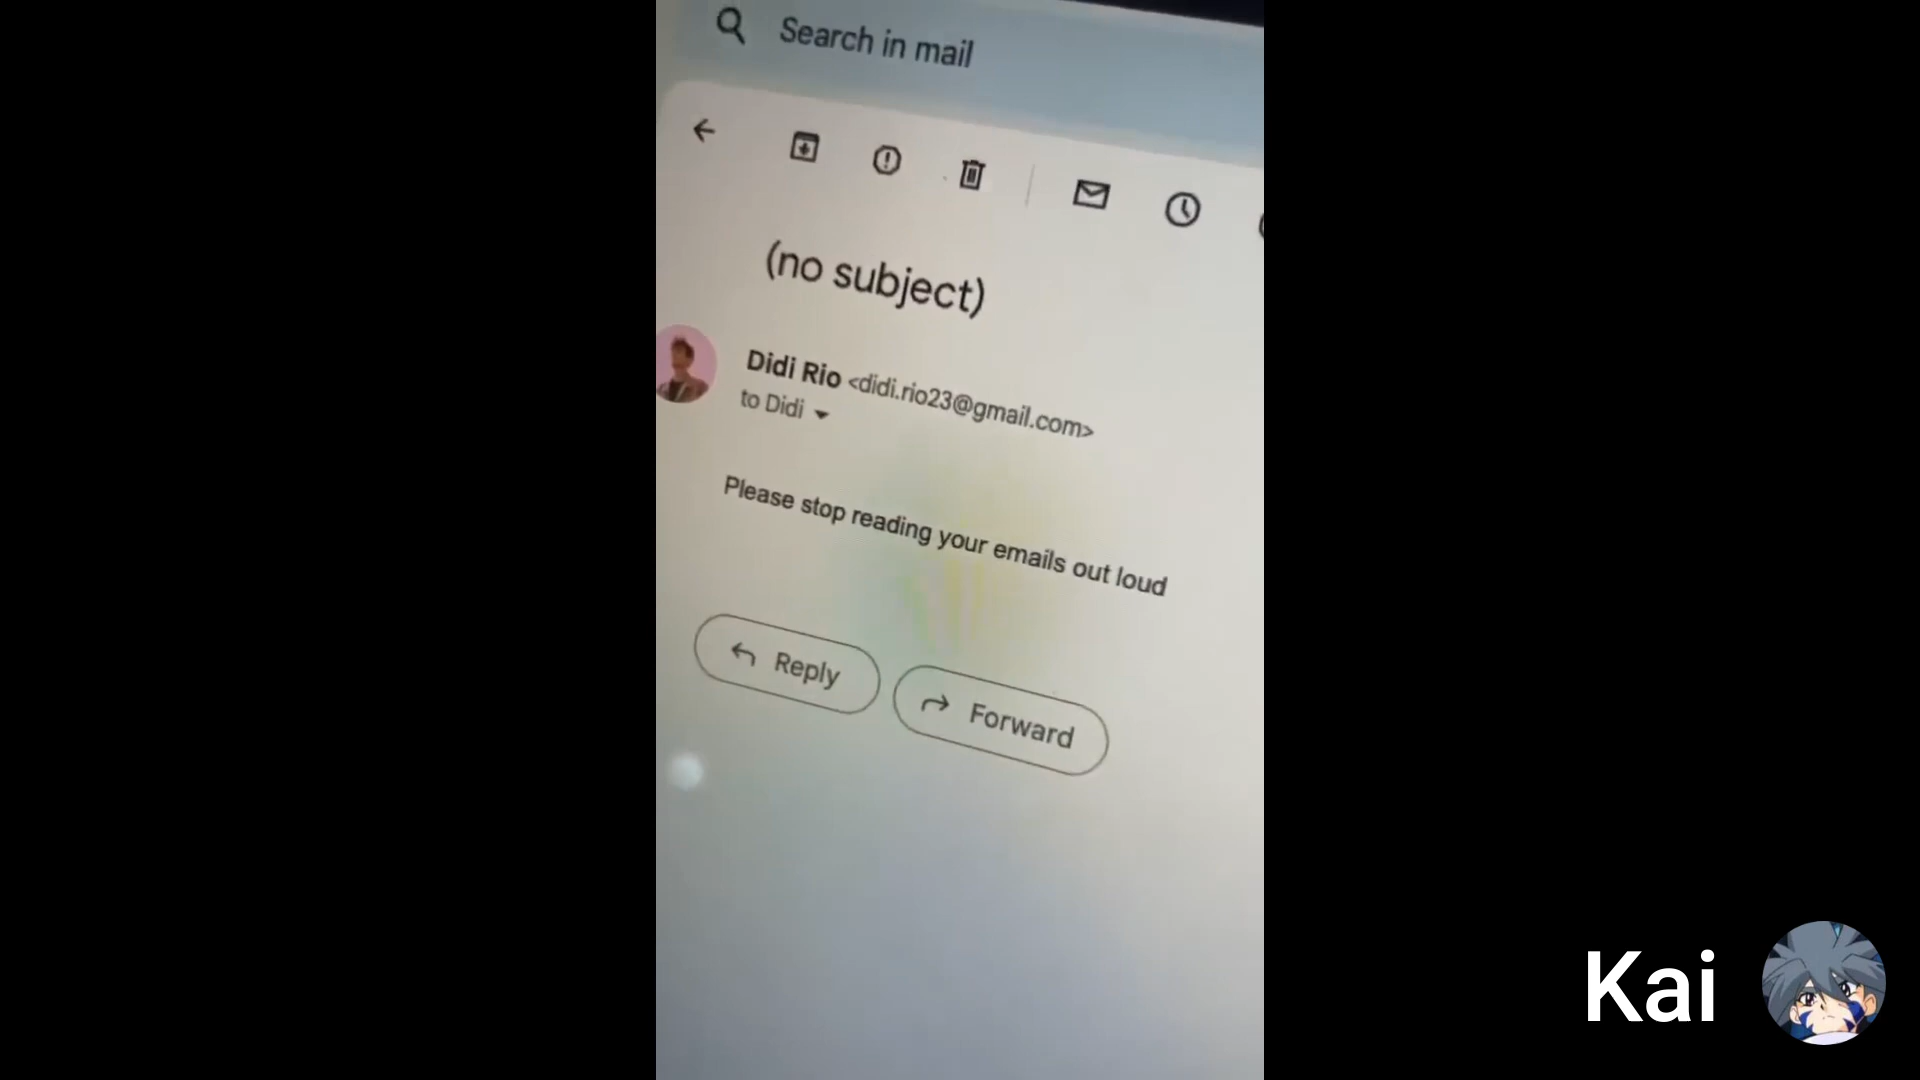 Search in mail
(no subject)
Didi Rio <didi.rio23@gmail.com>
to Didi
Please stop reading your emails out loud
Reply
Forward
Kai